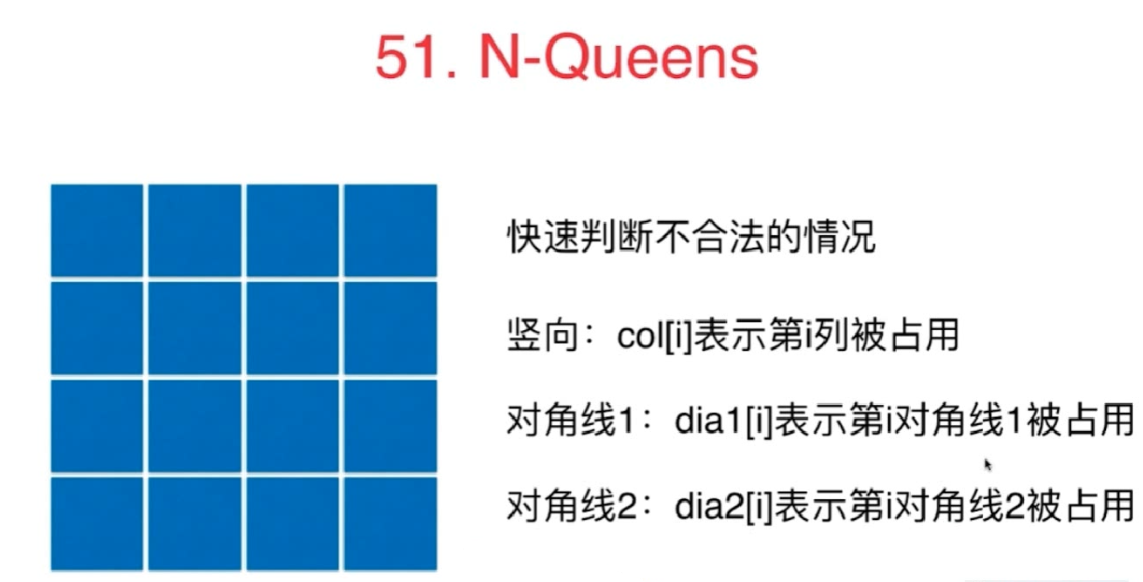 51. N-Queens
快速判断不合法的情况
竖向：col[i]表示第i列被占用
对角线1：dia1[i]表示第i对角线1被占用
对角线2：dia2[i]表示第i对角线2被占用